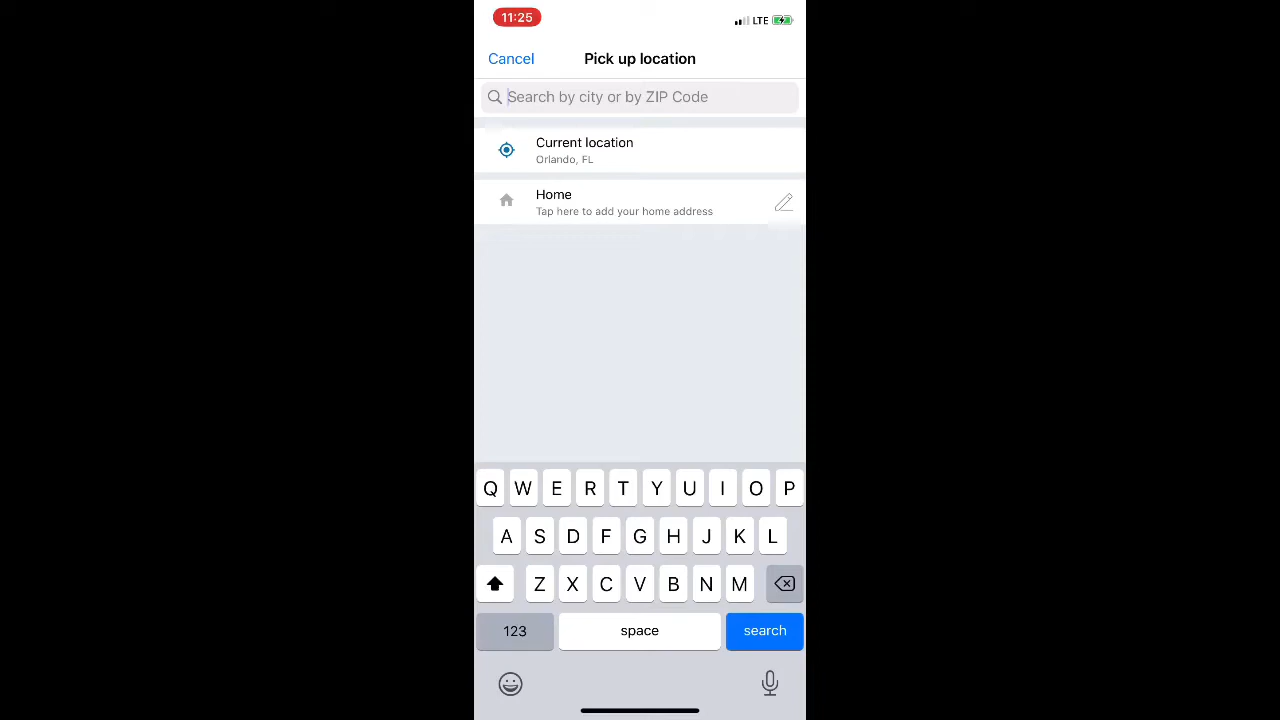 11:25 LTE
Cancel Pick up location
Search by city or by ZIP Code
Current location
Orlando, FL
Home
Tap here to add your home address
Q W E R T Y U I O P
A S D F G H J K L
Z X C V B N M
123 space search